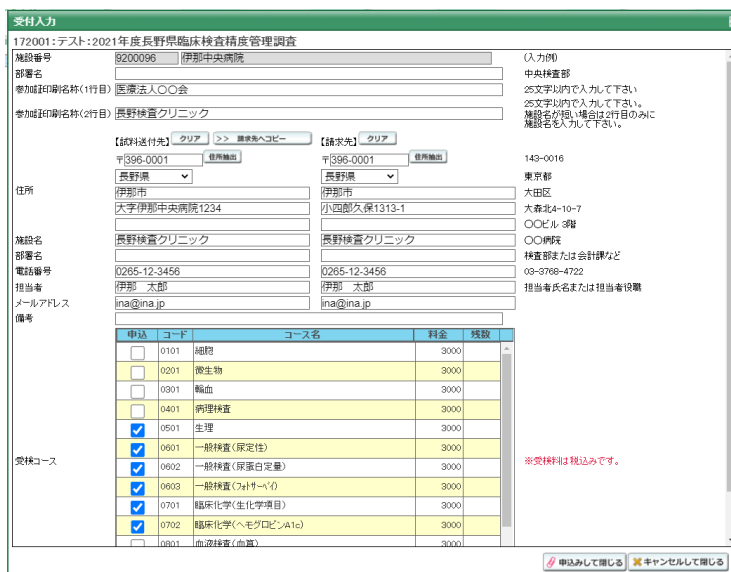 受付入力
172001:テスト:2021年度長野県臨床検査精度管理調査
施設番号 9200096 伊那中央病院 (入力例)
部署名 中央検査部
参加証印刷名称(1行目) 医療法人〇〇会 25文字以内で入力して下さい
参加証印刷名称(2行目) 長野検査クリニック 25文字以内で入力して下さい。
施設名が短い場合は2行目のみに
施設名を入力して下さい。
【試料送付先】 クリア >> 請求先へコピー 【請求先】 クリア
〒396-0001 住所抽出 〒396-0001 住所抽出 143-0016
長野県 長野県 東京都
住所 伊那市 伊那市 大田区
大字伊那中央病院1234 小四郎久保1313-1 大森北4-10-7
〇〇ビル 3階
施設名 長野検査クリニック 長野検査クリニック 〇〇病院
部署名 検査部または会計課など
電話番号 0265-12-3456 0265-12-3456 03-3768-4722
担当者 伊那 太郎 伊那 太郎 担当者氏名または担当者役職
メールアドレス ina@ina.jp ina@ina.jp
備考
申込 コード コース名 料金 残数
0101 細胞 3000
0201 微生物 3000
0301 輸血 3000
0401 病理検査 3000
0501 生理 3000
0601 一般検査(尿定性) 3000
受検コース 0602 一般検査(尿蛋白定量) 3000 ※受検料は税込みです。
0603 一般検査(フォトサーベイ) 3000
0701 臨床化学(生化学項目) 3000
0702 臨床化学(ヘモグロビンA1c) 3000
0801 血液検査(血算) 3000
申込みして閉じる キャンセルして閉じる